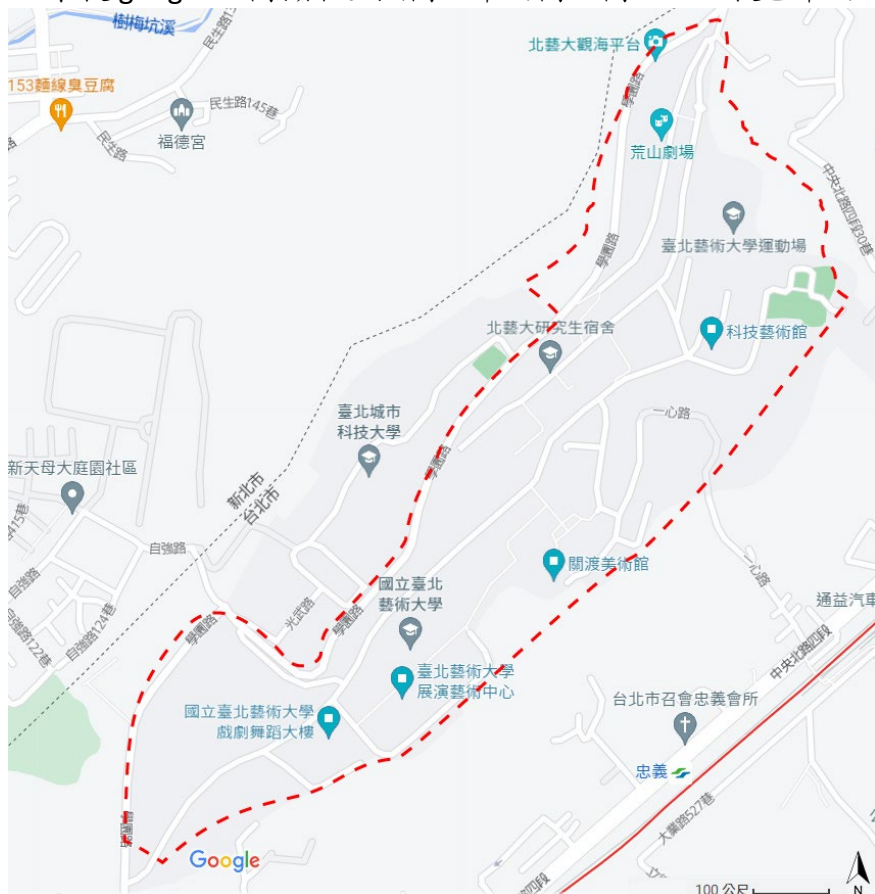 樹梅坑溪
北藝大觀海平台
153麵線臭豆腐
民生路145巷
福德宮
民生路
學園路
荒山劇場
中央北路四段30巷
臺北藝術大學運動場
學園路
北藝大研究生宿舍
科技藝術館
臺北城市
科技大學
一心路
新天母大庭園社區
新北市
台北市
學園路
自強路
關渡美術館
國立臺北
藝術大學
一心路
通益汽車
自強路
自強路124巷
自強路122巷
光武路
學園路
學園路
中央北路四段
臺北藝術大學
展演藝術中心
國立臺北藝術大學
戲劇舞蹈大樓
台北市召會忠義會所
忠義
大業路527巷
學園路
Google
100 公尺
N